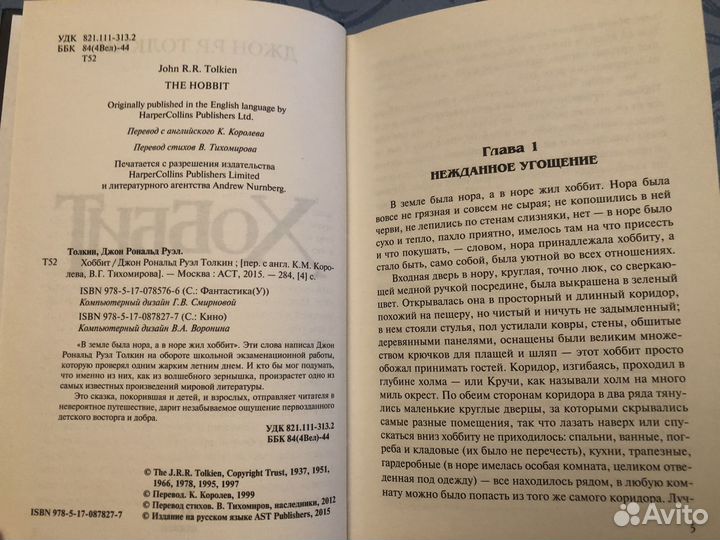 УДК 821.111-313.2
ББК 84(4Вел)-44
Т52
John R.R. Tolkien
THE HOBBIT
Originally published in the English language by
HarperCollins Publishers Ltd.
Перевод с английского К. Королева
Перевод стихов В. Тихомирова
Печатается с разрешения издательства
HarperCollins Publishers Limited
и литературного агентства Andrew Nurnberg.
Толкин, Джон Рональд Руэл.
Т52 Хоббит / Джон Рональд Руэл Толкин ; [пер. с англ. К.М. Коро-
лева, В.Г. Тихомирова]. — Москва : АСТ, 2015. — 284, [4] с.
ISBN 978-5-17-078576-6 (С.: Фантастика(У))
Компьютерный дизайн Г.В. Смирновой
ISBN 978-5-17-087827-7 (С.: Кино)
Компьютерный дизайн В.А. Воронина
«В земле была нора, а в норе жил хоббит». Эти слова написал Джон
Рональд Руэл Толкин на обороте школьной экзаменационной работы,
которую проверял одним жарким летним днем. И кто бы мог подумать,
что именно из них, как из волшебного зернышка, произрастет одно из
самых известных произведений мировой литературы.
Это сказка, покорившая и детей, и взрослых, отправляет читателя в
невероятное путешествие, дарит незабываемое ощущение первозданного
детского восторга и добра.
УДК 821.111-313.2
ББК 84(4Вел)-44
© The J.R.R. Tolkien, Copyright Trust, 1937, 1951,
1966, 1978, 1995, 1997
© Перевод. К. Королев, 1999
© Перевод стихов. В. Тихомиров, наследники, 2012
ISBN 978-5-17-087827-7 © Издание на русском языке AST Publishers, 2015
Глава 1
НЕЖДАННОЕ УГОЩЕНИЕ
В земле была нора, а в норе жил хоббит. Нора была
вовсе не грязная и совсем не сырая; не копошились в ней
черви, не лепились по стенам слизняки, нет — в норе было
сухо и тепло, пахло приятно, имелось там на что присесть
и что покушать, — словом, нора принадлежала хоббиту, а
стало быть, само собой, была уютной во всех отношениях.
Входная дверь в нору, круглая, точно люк, со сверкаю-
щей медной ручкой посередине, была выкрашена в зеленый
цвет. Открывалась она в просторный и длинный коридор,
похожий на пещеру, но чистый и ничуть не задымленный;
в нем стояли стулья, пол устилали ковры, стены, обшитые
деревянными панелями, оснащены были великим множе-
ством крючков для плащей и шляп — этот хоббит просто
обожал принимать гостей. Коридор, изгибаясь, проходил в
глубине холма — или Кручи, как называли холм на много
миль окрест. По обеим сторонам коридора в два ряда тяну-
лись маленькие круглые дверцы, за которыми скрывались
самые разные помещения, так что лазать наверх или спу-
скаться вниз хоббиту не приходилось: спальни, ванные, по-
греба и кладовые (их было не перечесть), кухни, трапезные,
гардеробные (в норе имелась особая комната, целиком отве-
денная под одежду) — все находилось рядом, в любую ком-
нату можно было попасть из того же самого коридора. Луч-
5
Avito